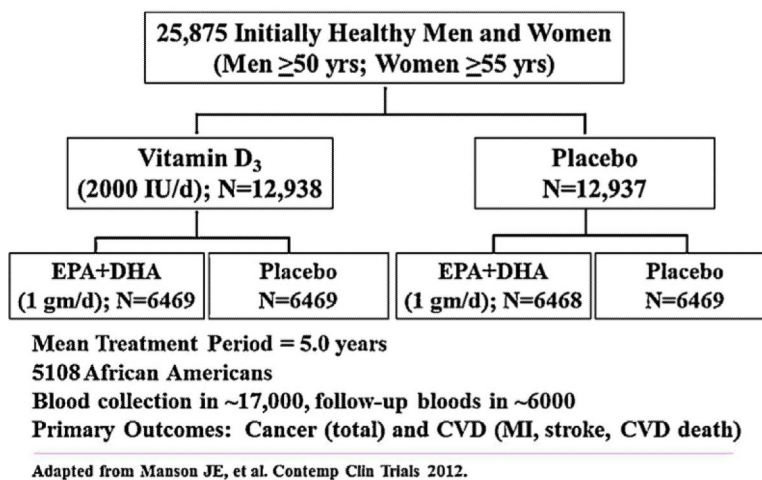 25,875 Initially Healthy Men and Women
(Men ≥50 yrs; Women ≥55 yrs)
Vitamin D₃
(2000 IU/d); N=12,938
Placebo
N=12,937
EPA+DHA
(1 gm/d); N=6469
Placebo
N=6469
EPA+DHA
(1 gm/d); N=6468
Placebo
N=6469
Mean Treatment Period = 5.0 years
5108 African Americans
Blood collection in ~17,000, follow-up bloods in ~6000
Primary Outcomes: Cancer (total) and CVD (MI, stroke, CVD death)
Adapted from Manson JE, et al. Contemp Clin Trials 2012.